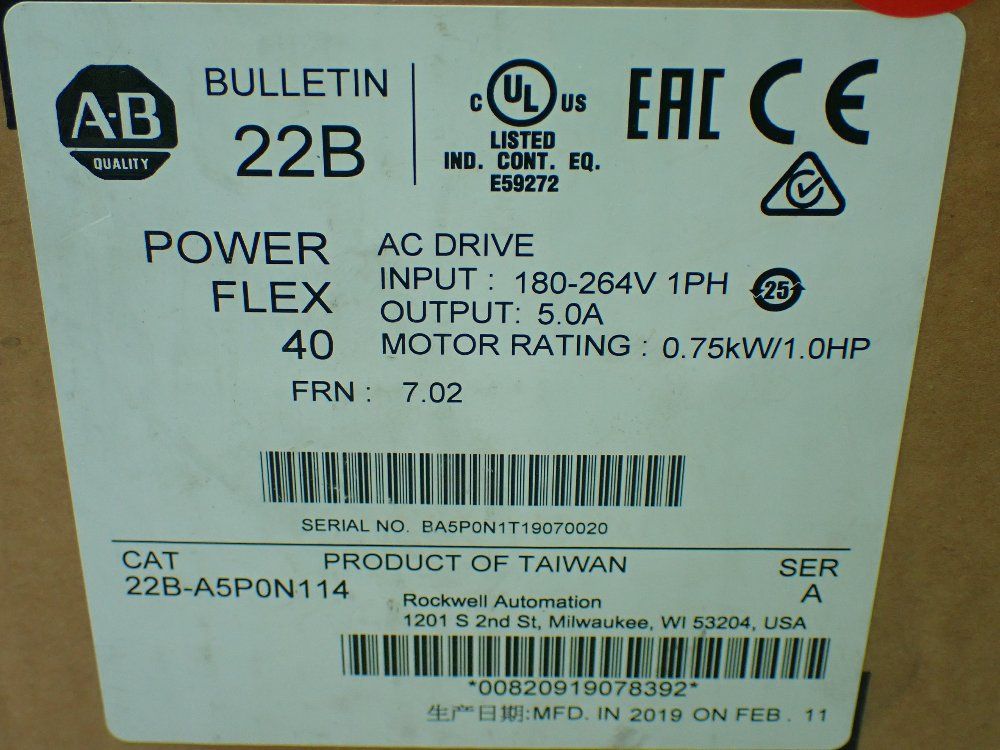 A-B
QUALITY
BULLETIN
22B
C UL US
LISTED
IND. CONT. EQ.
E59272
EAC CE
POWER
FLEX
40
AC DRIVE
INPUT : 180-264V 1PH
25
OUTPUT: 5.0A
MOTOR RATING : 0.75kW/1.0HP
FRN : 7.02
SERIAL NO. BA5P0N1T19070020
CAT
22B-A5P0N114
PRODUCT OF TAIWAN
SER
A
Rockwell Automation
1201 S 2nd St, Milwaukee, WI 53204, USA
*00820919078392*
生产日期:MFD. IN 2019 ON FEB . 11